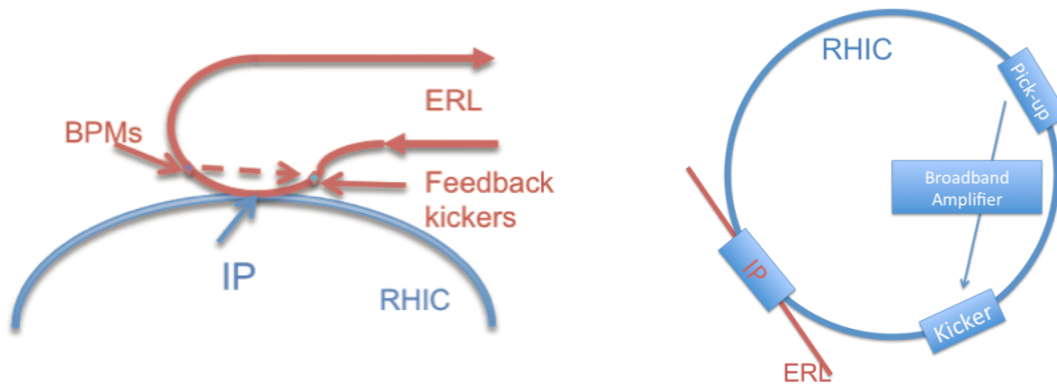 ERL
BPMs
Feedback
kickers
IP
RHIC
RHIC
Pick-up
Broadband
Amplifier
IP
Kicker
ERL